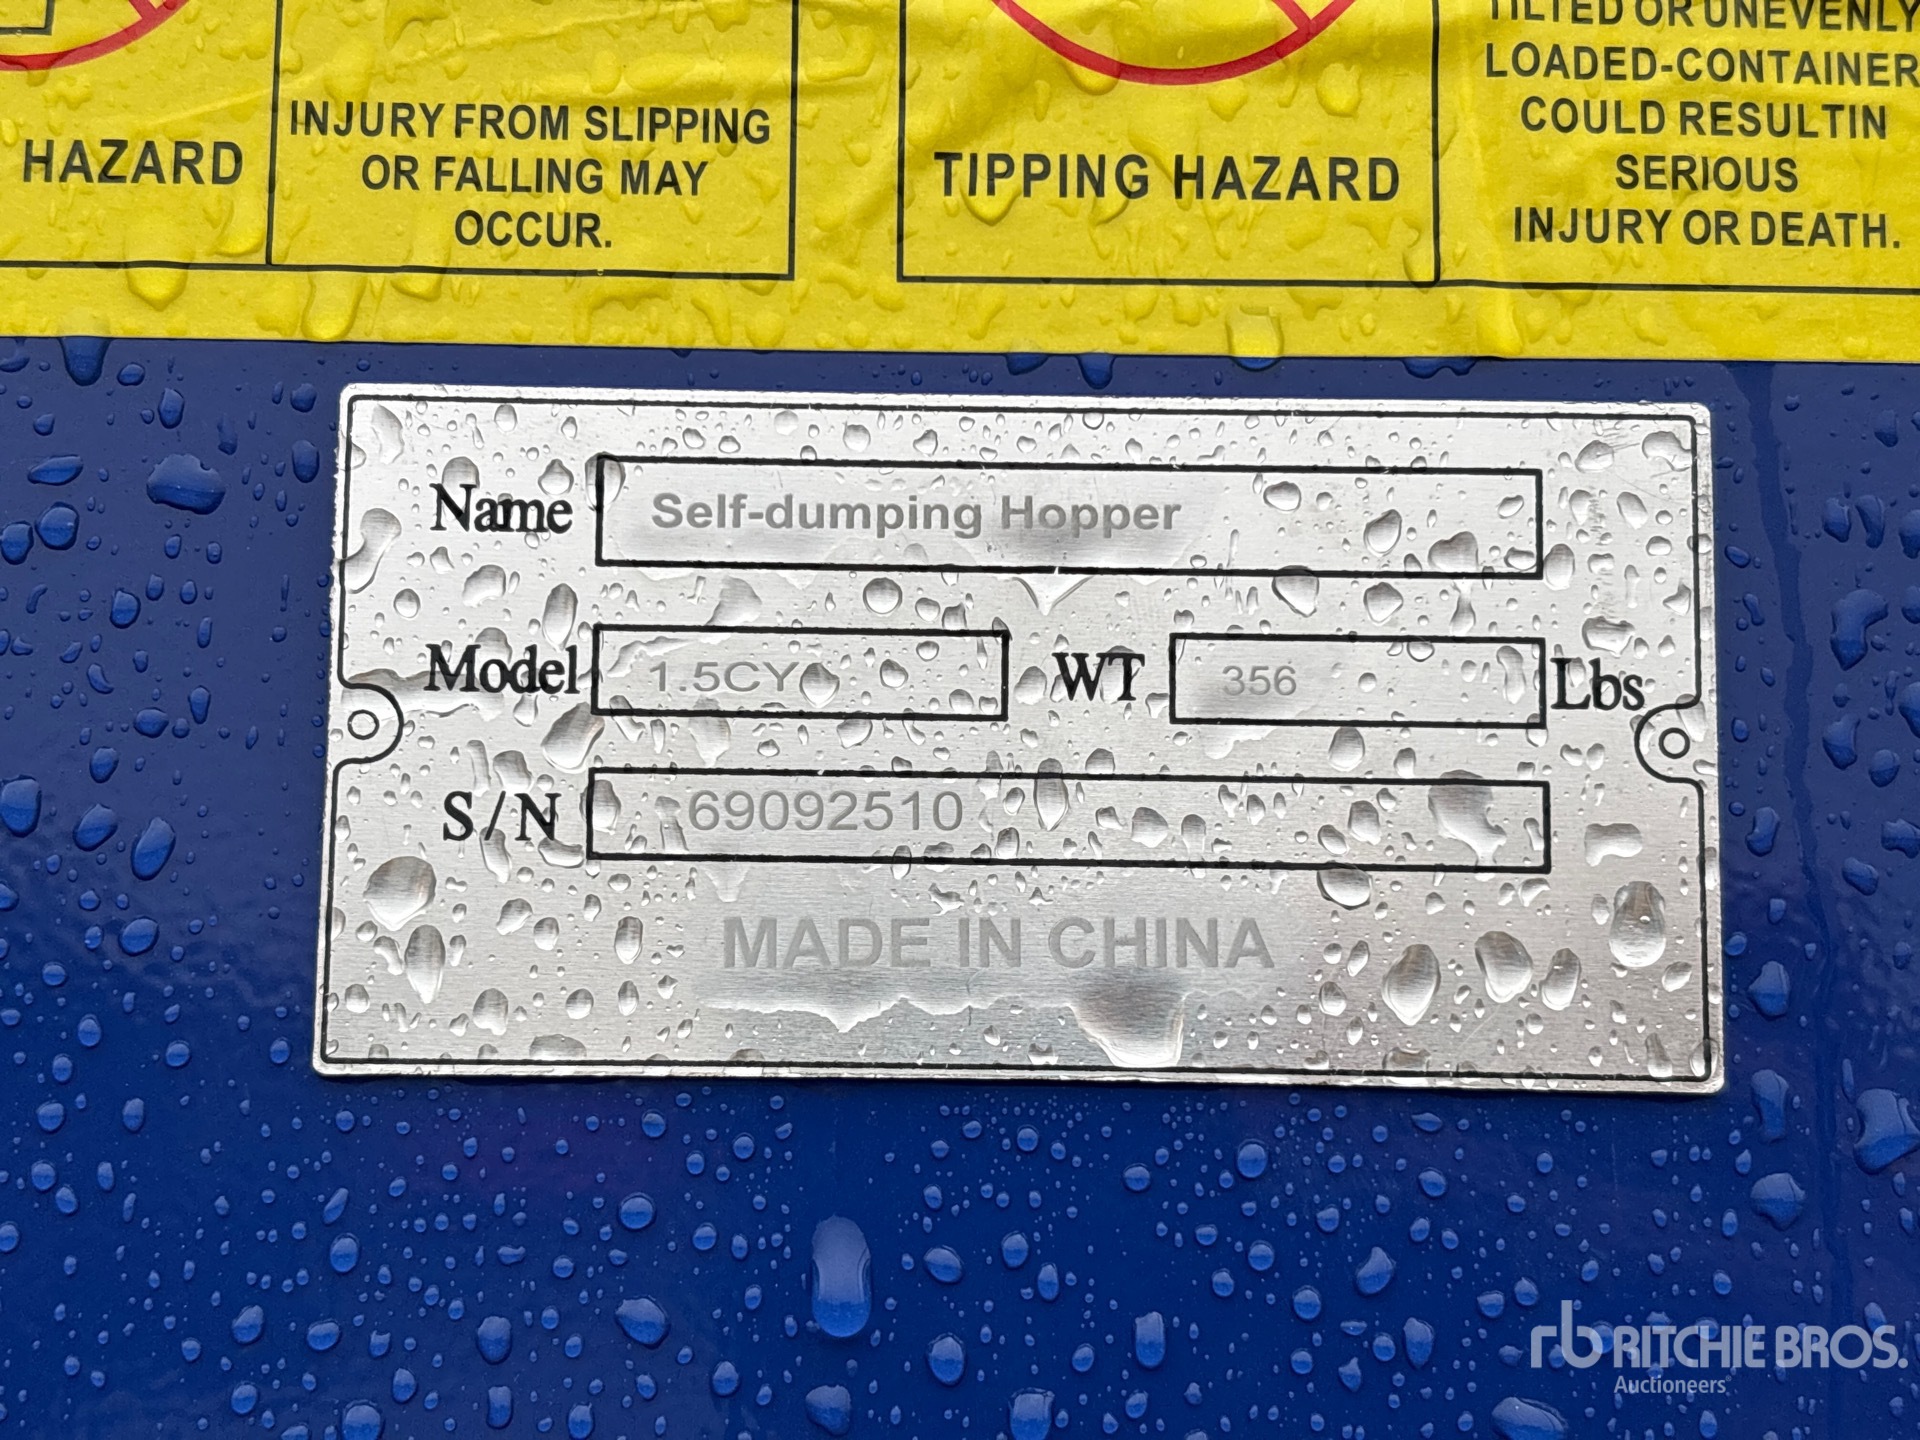 HAZARD
INJURY FROM SLIPPING
OR FALLING MAY
OCCUR.
TIPPING HAZARD
TILTED OR UNEVENLY
LOADED-CONTAINER
COULD RESULTIN
SERIOUS
INJURY OR DEATH.
Name Self-dumping Hopper
Model 1.5CY WT 356 Lbs
S/N 69092510
MADE IN CHINA
rb RITCHIE BROS.
Auctioneers